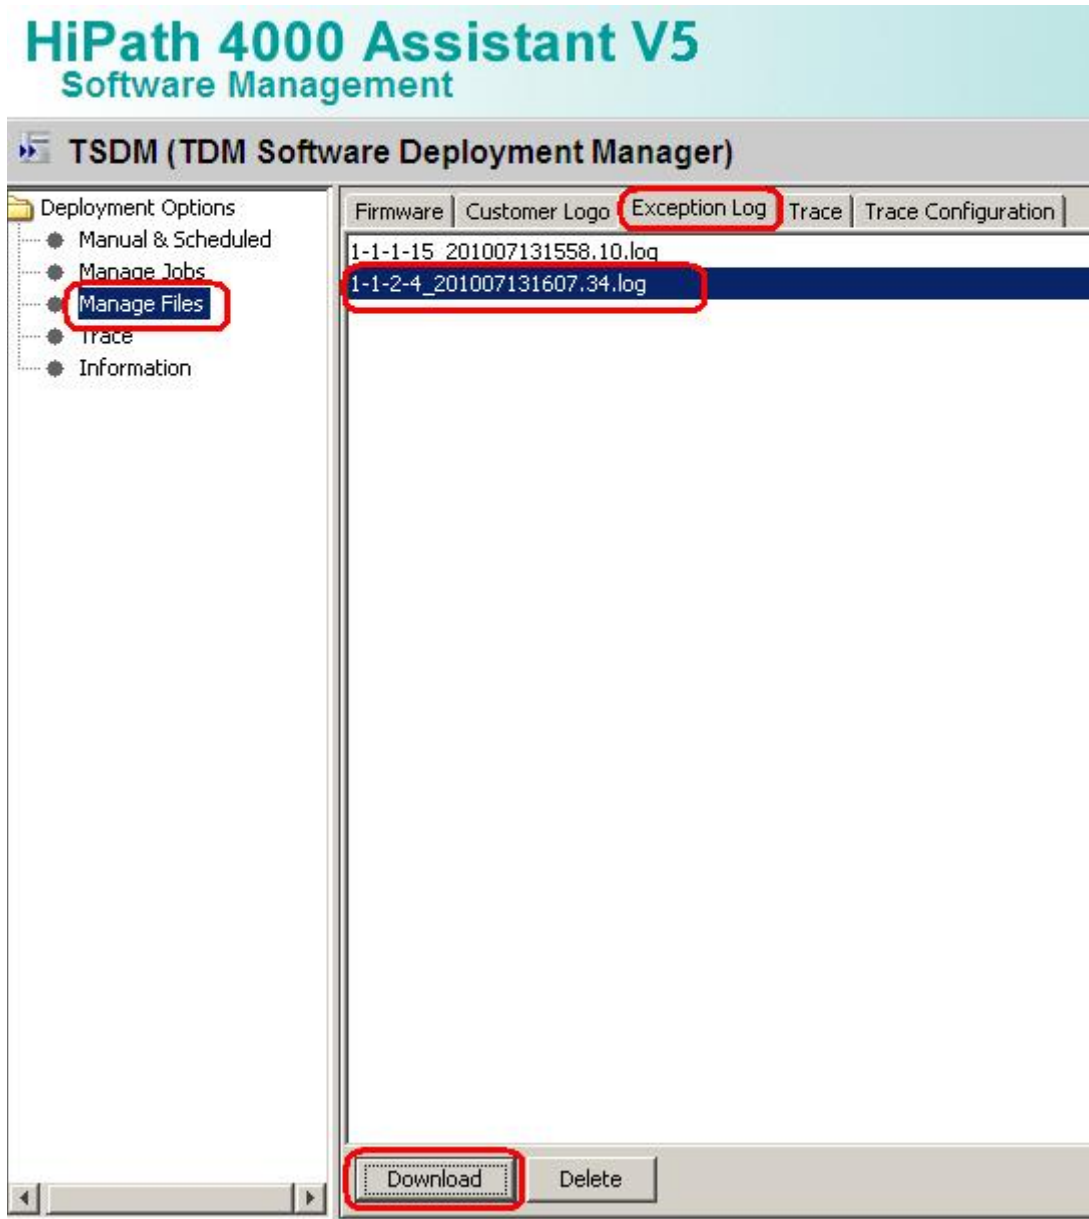 HiPath 4000 Assistant V5
Software Management
TSDM (TDM Software Deployment Manager)
Deployment Options
Manual & Scheduled
Manage Jobs
Manage Files
Trace
Information
Firmware Customer Logo Exception Log Trace Trace Configuration
1-1-1-15_201007131558.10.log
1-1-2-4_201007131607.34.log
Download Delete